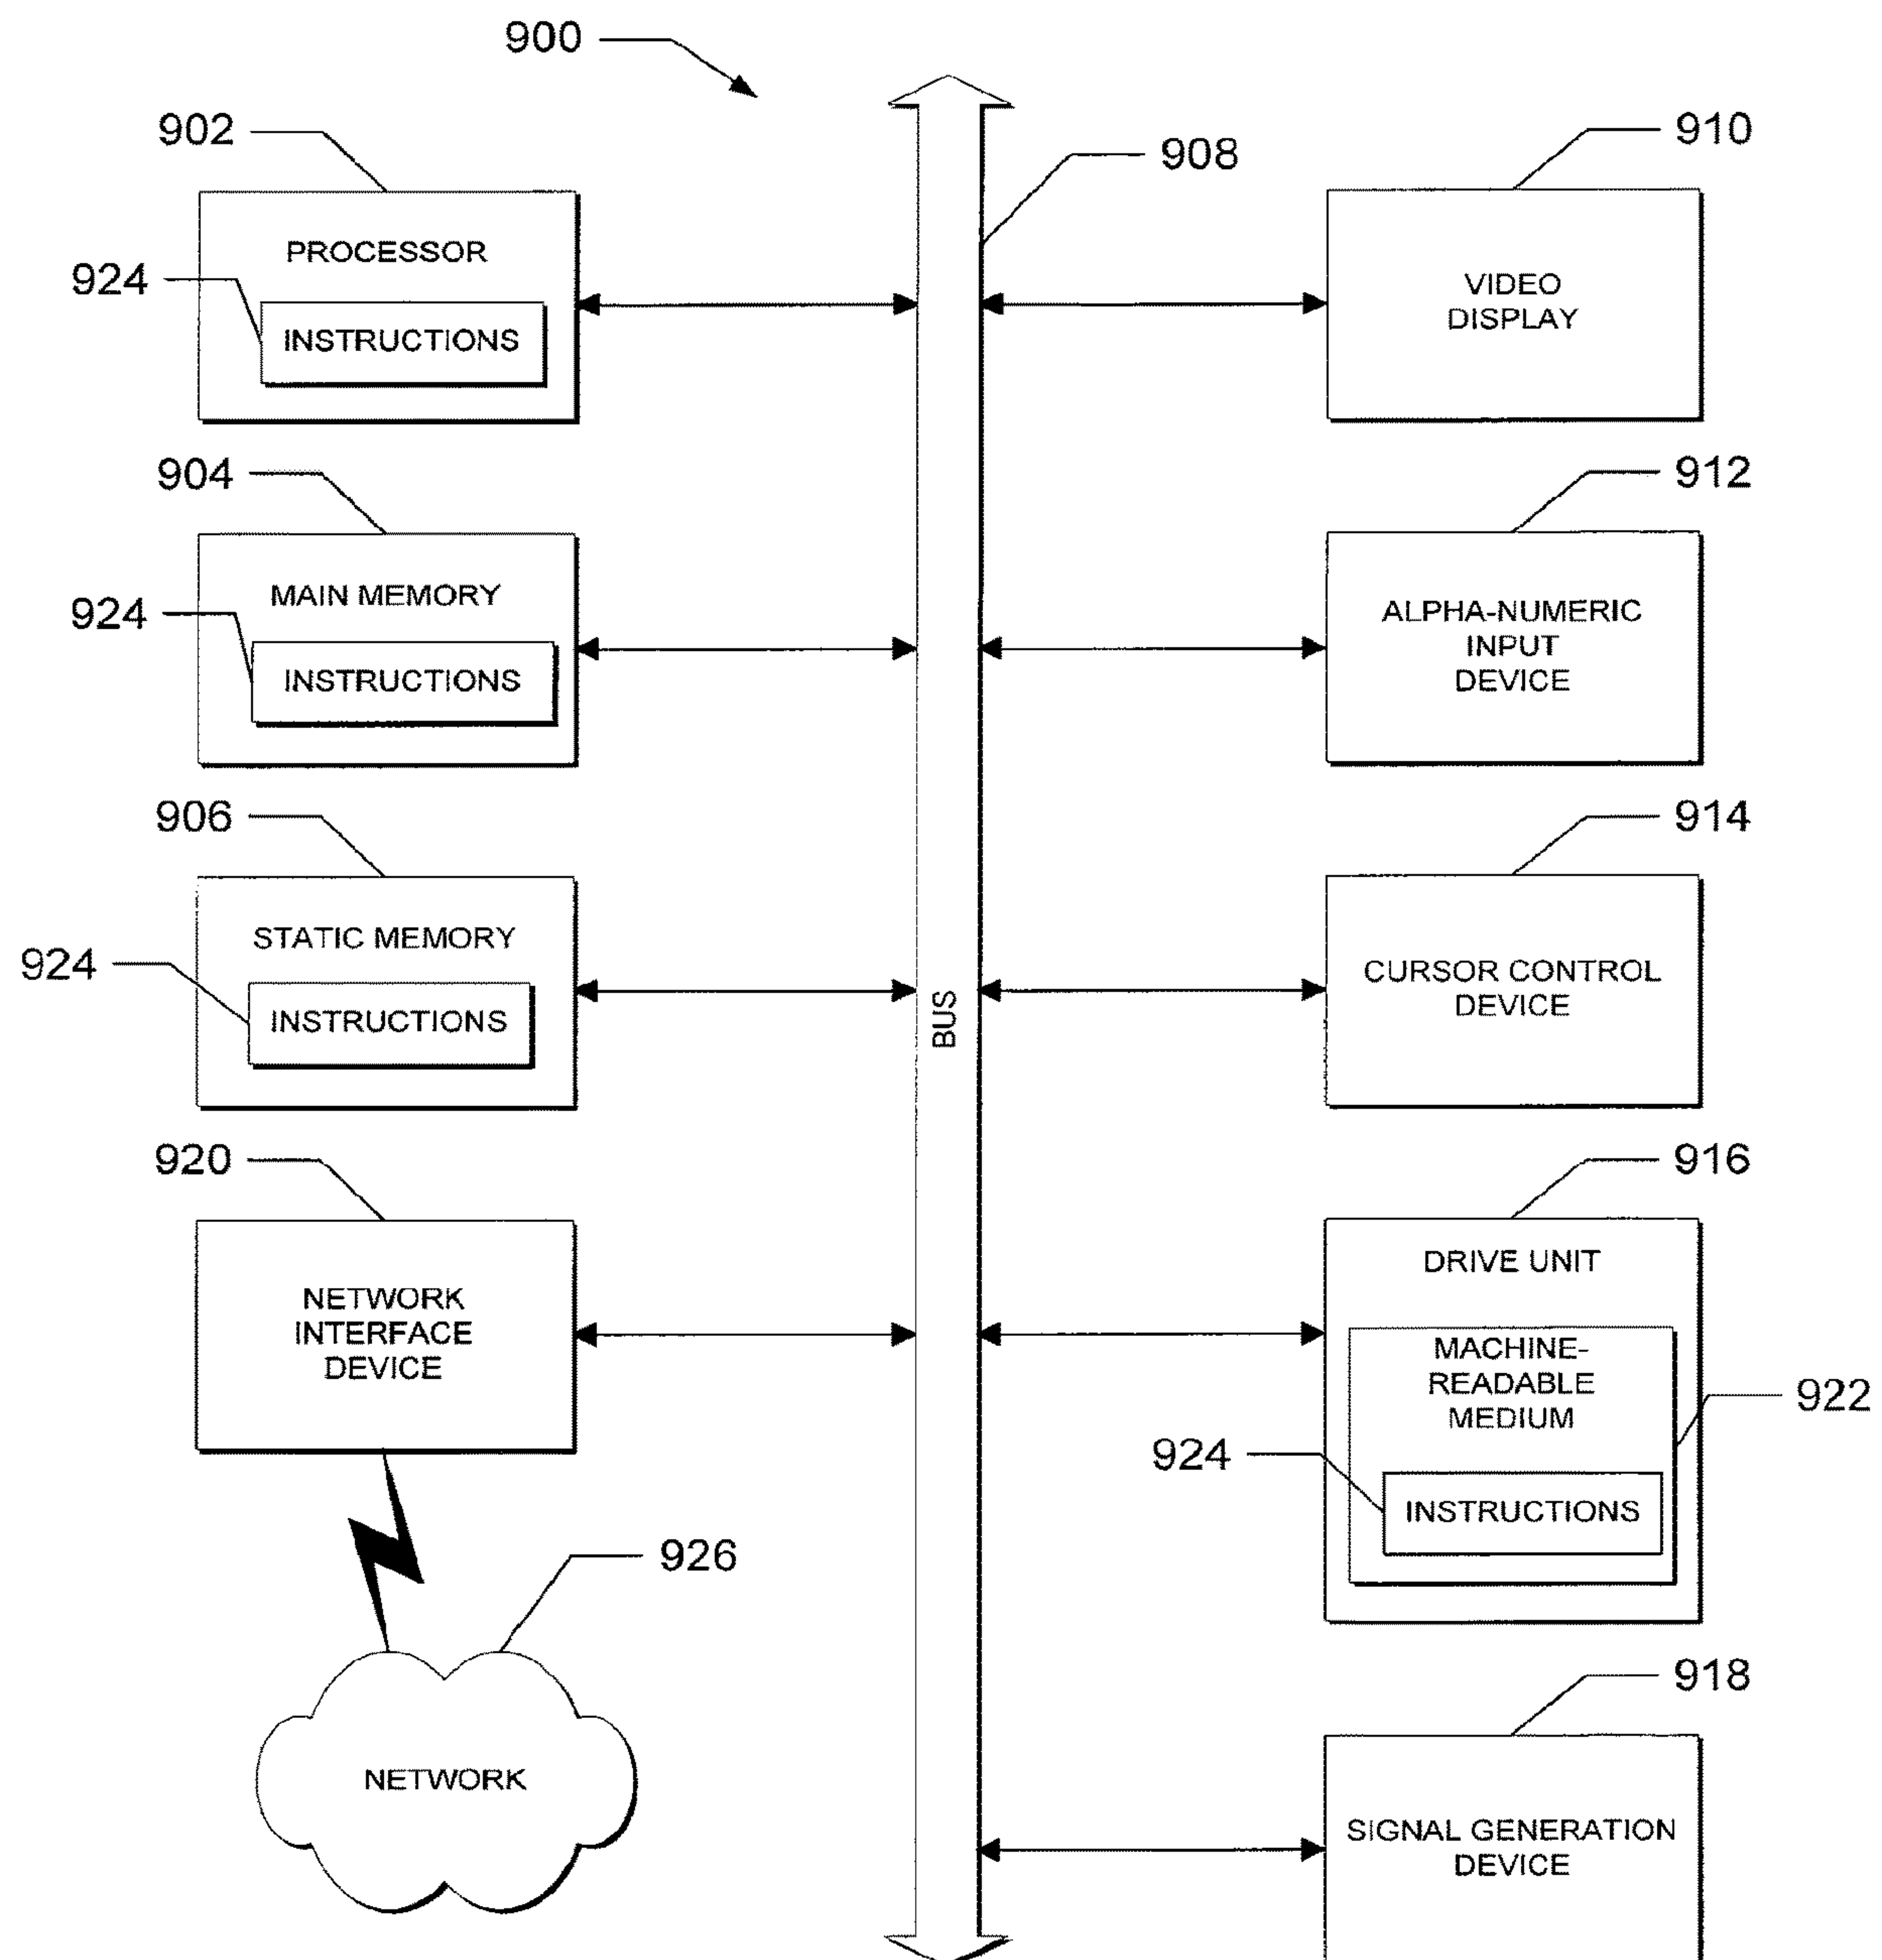 900
902
908
910
PROCESSOR
924
INSTRUCTIONS
VIDEO
DISPLAY
904
912
MAIN MEMORY
924
INSTRUCTIONS
ALPHA-NUMERIC
INPUT
DEVICE
906
914
STATIC MEMORY
924
INSTRUCTIONS
BUS
CURSOR CONTROL
DEVICE
920
916
NETWORK
INTERFACE
DEVICE
DRIVE UNIT
MACHINE-
READABLE
MEDIUM
922
924
INSTRUCTIONS
926
NETWORK
918
SIGNAL GENERATION
DEVICE